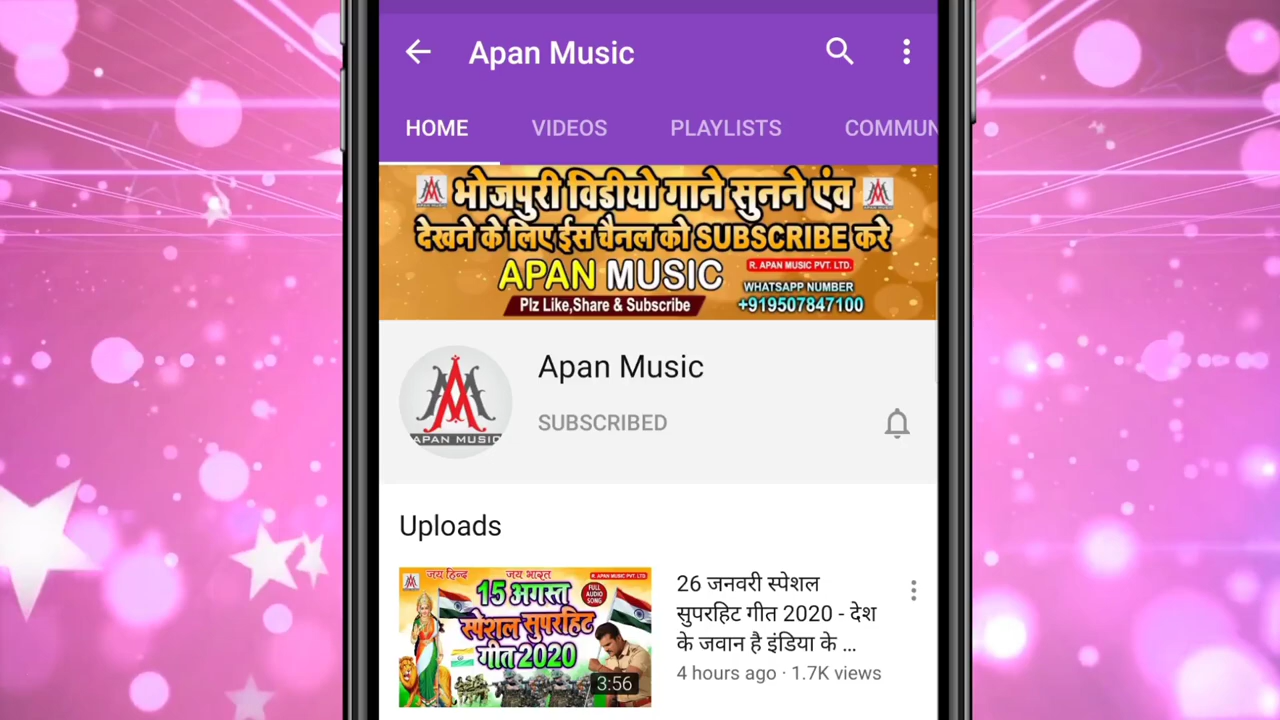 Apan Music
HOME VIDEOS PLAYLISTS COMMUN
भोजपुरी विडीयो गाने सुनने एंव
देखने के लिए ईस चैनल को SUBSCRIBE करे
APAN MUSIC
R. APAN MUSIC PVT. LTD.
WHATSAPP NUMBER
+919507847100
Plz Like,Share & Subscribe
Apan Music
SUBSCRIBED
APAN MUSIC
Uploads
जय हिन्द जय भारत
R. APAN MUSIC PVT. LTD
15 अगस्त
FULL
AUDIO
SONG
स्पेशल सुपरहिट
गीत 2020
3:56
26 जनवरी स्पेशल
सुपरहिट गीत 2020 - देश
के जवान है इंडिया के ...
4 hours ago · 1.7K views